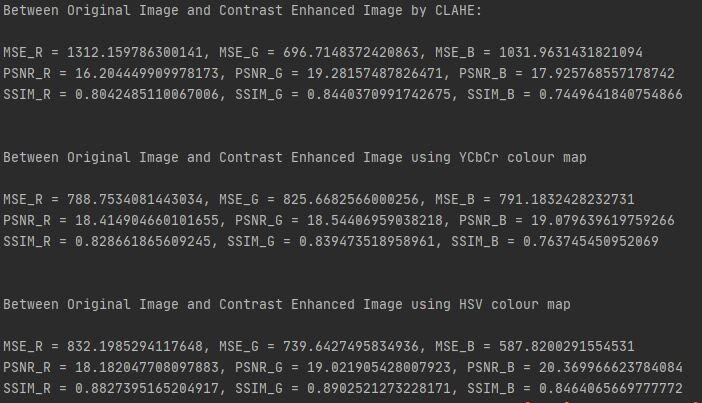 Between Original Image and Contrast Enhanced Image by CLAHE:
MSE_R = 1312.159786300141, MSE_G = 696.7148372420863, MSE_B = 1031.9631431821094
PSNR_R = 16.204449909978173, PSNR_G = 19.28157487826471, PSNR_B = 17.925768557178742
SSIM_R = 0.8042485110067006, SSIM_G = 0.8440370991742675, SSIM_B = 0.7449641840754866
Between Original Image and Contrast Enhanced Image using YCbCr colour map
MSE_R = 788.7534081443034, MSE_G = 825.6682566000256, MSE_B = 791.1832428232731
PSNR_R = 18.414904660101655, PSNR_G = 18.54406959038218, PSNR_B = 19.079639619759266
SSIM_R = 0.828661865609245, SSIM_G = 0.839473518958961, SSIM_B = 0.763745450952069
Between Original Image and Contrast Enhanced Image using HSV colour map
MSE_R = 832.1985294117648, MSE_G = 739.6427495834936, MSE_B = 587.8200291554531
PSNR_R = 18.182047708097883, PSNR_G = 19.021905428007923, PSNR_B = 20.369966623784084
SSIM_R = 0.8827395165204917, SSIM_G = 0.8902521273228171, SSIM_B = 0.8464065669777772